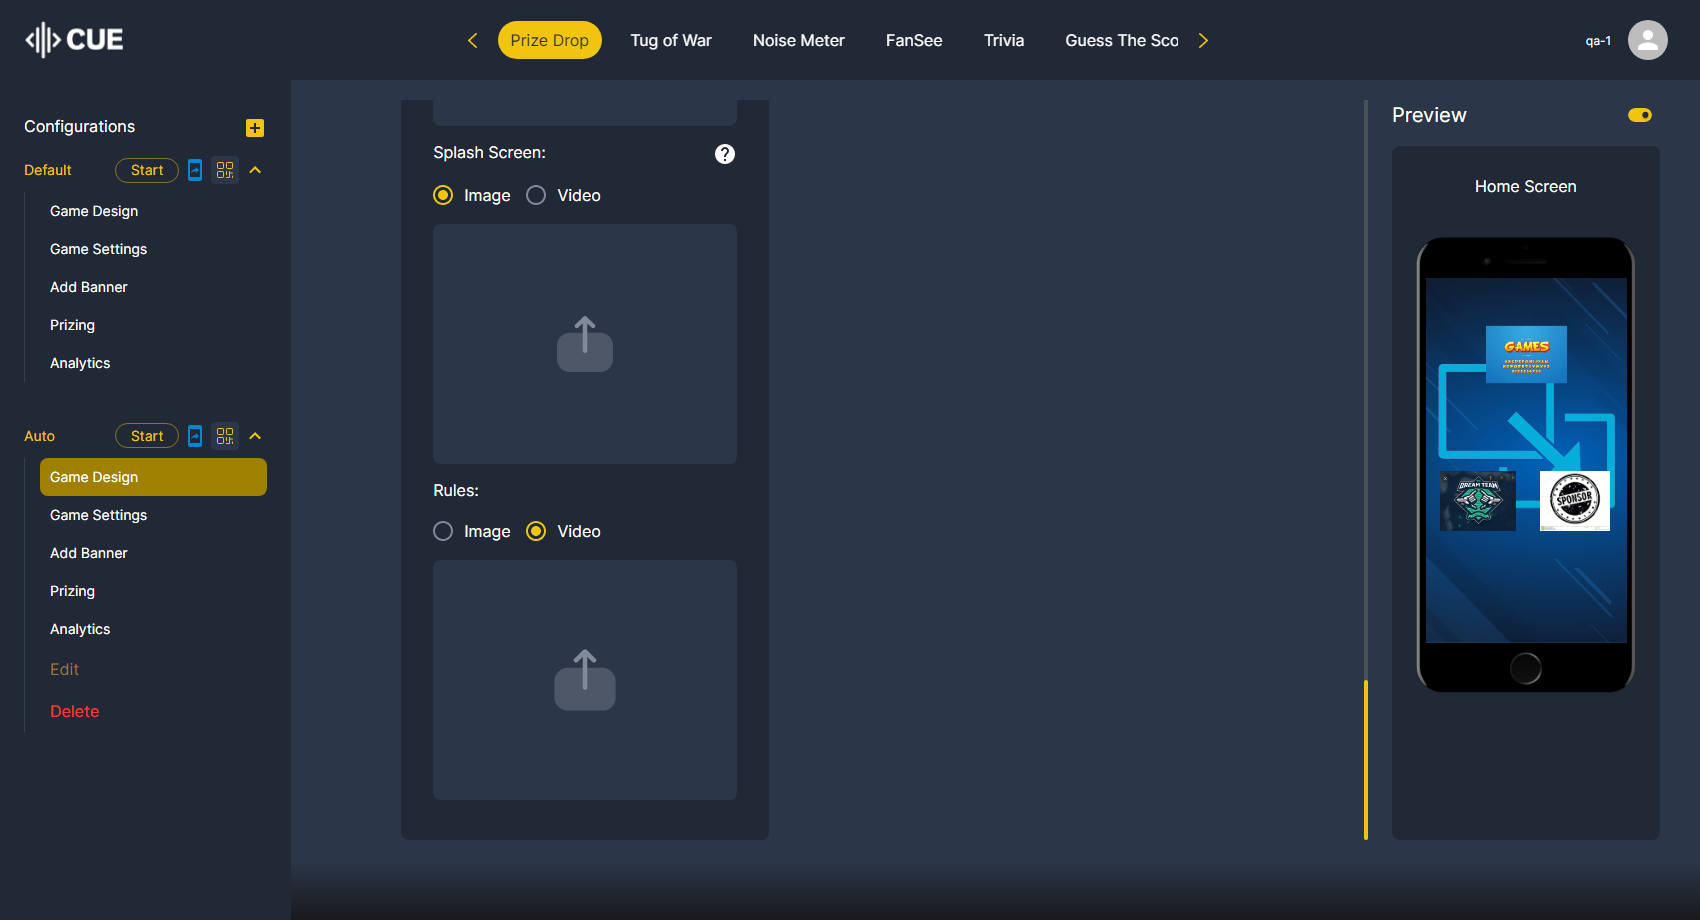 CUE
Prize Drop
Tug of War
Noise Meter
FanSee
Trivia
Guess The Sco
qa-1
Configurations
Default
Start
Game Design
Game Settings
Add Banner
Prizing
Analytics
Auto
Start
Game Design
Game Settings
Add Banner
Prizing
Analytics
Edit
Delete
Splash Screen:
?
Image
Video
Rules:
Image
Video
Preview
Home Screen
GAMES
DREAM TEAM
SPONSOR